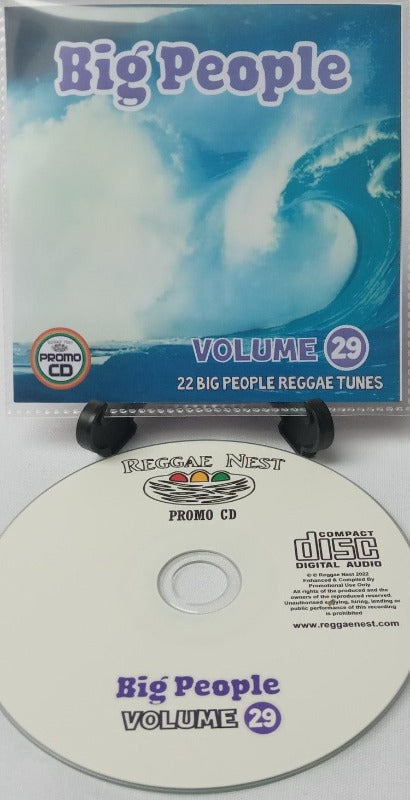 Big People
VOLUME 29
22 BIG PEOPLE REGGAE TUNES
PROMO
CD
REGGAE NEST
PROMO CD
COMPACT
disc
DIGITAL AUDIO
© © Reggae Nest 2022
Enhanced & Compiled By
Promotional Use Only
All rights of the produced and the
owners of the reproduced reserved.
Unauthorised copying, hiring, lending or
public performance of this recording
is prohibited
www.reggaenest.com
Big People
VOLUME 29